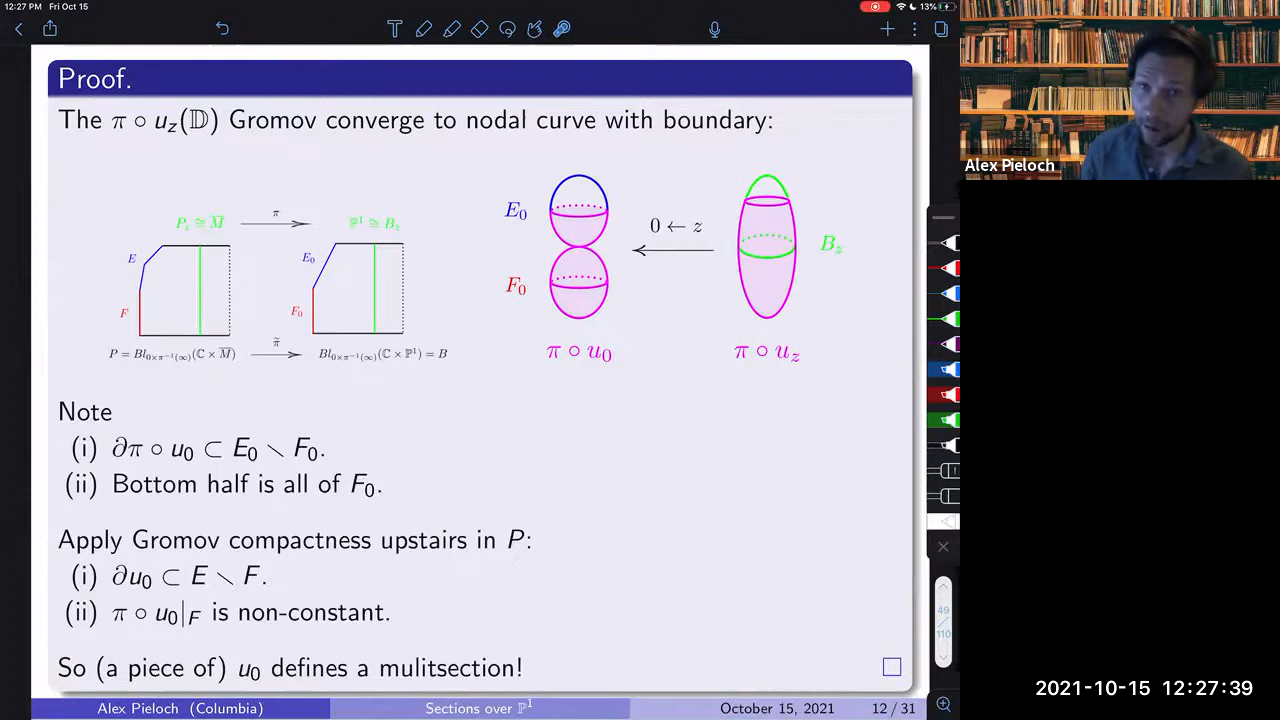 12:27 PM Fri Oct 15
13%
Proof.
The π ∘ u_z(𝔻) Gromov converge to nodal curve with boundary:
P_z ≅ M̅ π ℙ¹ ≅ B_z
E
F
E_0
F_0
P = Bl_{0×π⁻¹(∞)}(ℂ × M̅) π̃ Bl_{0×π⁻¹(∞)}(ℂ × ℙ¹) = B
E_0
F_0
0 ← z
B_z
π ∘ u_0
π ∘ u_z
Note
(i) ∂π ∘ u_0 ⊂ E_0 ∖ F_0.
(ii) Bottom half is all of F_0.
Apply Gromov compactness upstairs in P:
(i) ∂u_0 ⊂ E ∖ F.
(ii) π ∘ u_0|_F is non-constant.
So (a piece of) u_0 defines a mulitsection!
Alex Pieloch (Columbia) Sections over ℙ¹ October 15, 2021 12 / 31
49 / 110
Alex Pieloch
2021-10-15 12:27:39